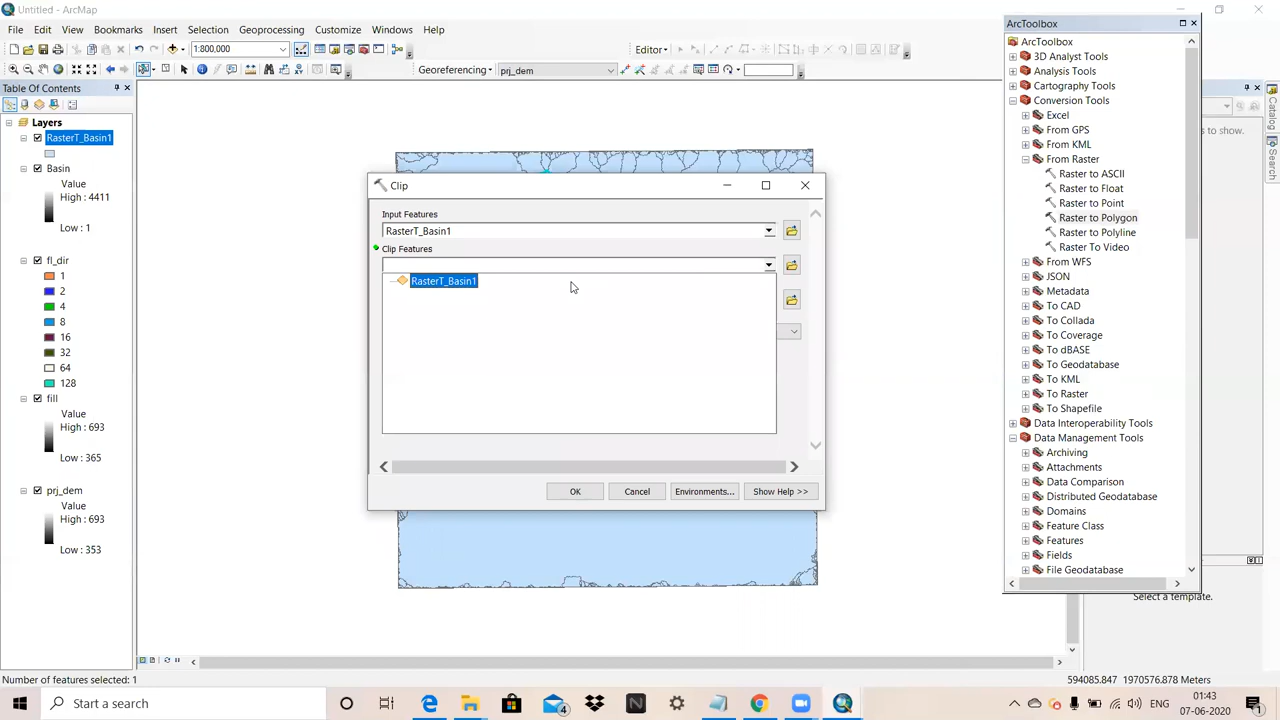 Untitled - ArcMap
File Edit View Bookmarks Insert Selection Geoprocessing Customize Windows Help
1:800,000
Editor
Georeferencing
prj_dem
Table Of Contents
Layers
RasterT_Basin1
Basin
Value
High : 4411
Low : 1
fl_dir
1
2
4
8
16
32
64
128
fill
Value
High : 693
Low : 365
prj_dem
Value
High : 693
Low : 353
Clip
Input Features
RasterT_Basin1
Clip Features
RasterT_Basin1
OK
Cancel
Environments...
Show Help >>
ArcToolbox
ArcToolbox
3D Analyst Tools
Analysis Tools
Cartography Tools
Conversion Tools
Excel
From GPS
From KML
From Raster
Raster to ASCII
Raster to Float
Raster to Point
Raster to Polygon
Raster to Polyline
Raster To Video
From WFS
JSON
Metadata
To CAD
To Collada
To Coverage
To dBASE
To Geodatabase
To KML
To Raster
To Shapefile
Data Interoperability Tools
Data Management Tools
Archiving
Attachments
Data Comparison
Distributed Geodatabase
Domains
Feature Class
Features
Fields
File Geodatabase
s to show.
Catalog
Search
Select a template.
Number of features selected: 1
594085.847 1970576.878 Meters
Start a search
4
N
ENG
01:43
07-06-2020
1